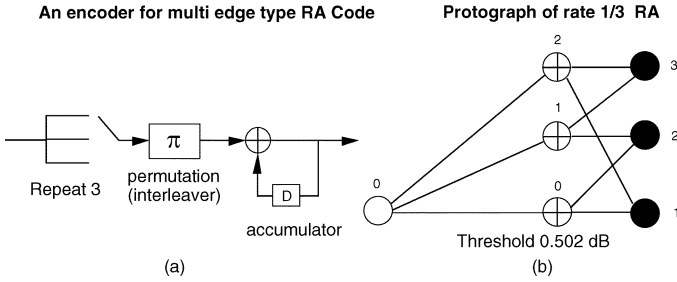 An encoder for multi edge type RA Code
Protograph of rate 1/3 RA
2
3
1
π
2
0
permutation
(interleaver)
Repeat 3
D
0
1
accumulator
Threshold 0.502 dB
(a)
(b)